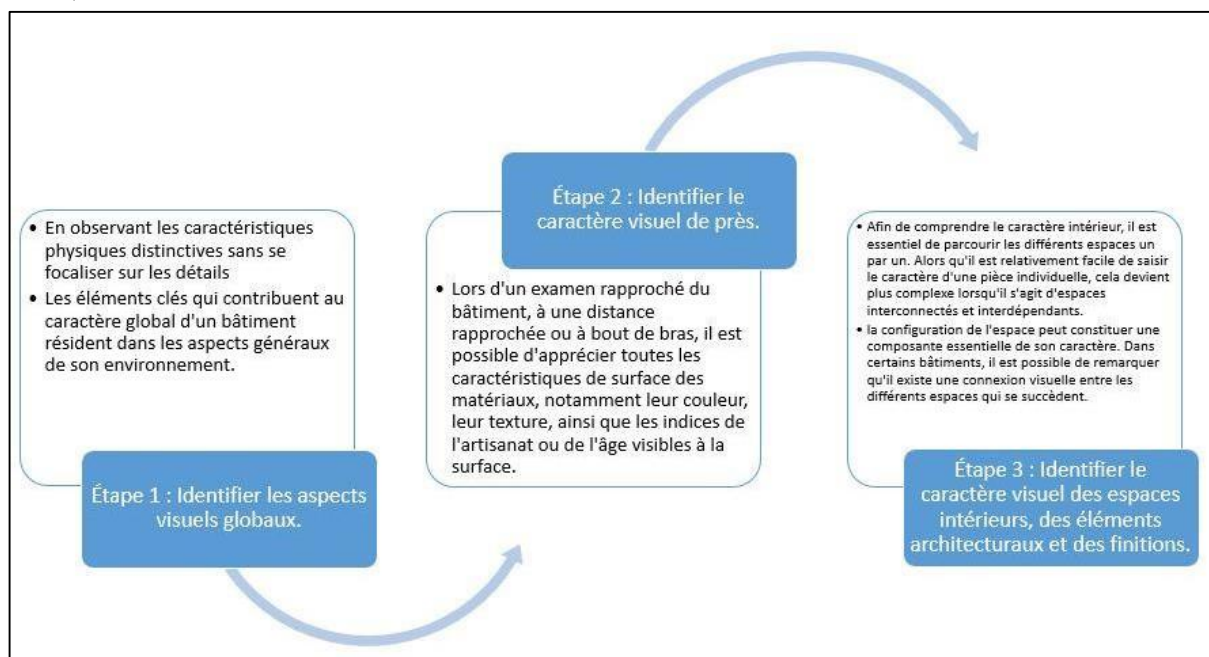 • En observant les caractéristiques
physiques distinctives sans se
focaliser sur les détails
• Les éléments clés qui contribuent au
caractère global d'un bâtiment
résident dans les aspects généraux
de son environnement.
Étape 1 : Identifier les aspects
visuels globaux.
Étape 2 : Identifier le
caractère visuel de près.
• Lors d'un examen rapproché du
bâtiment, à une distance
rapprochée ou à bout de bras, il est
possible d'apprécier toutes les
caractéristiques de surface des
matériaux, notamment leur couleur,
leur texture, ainsi que les indices de
l'artisanat ou de l'âge visibles à la
surface.
• Afin de comprendre le caractère intérieur, il est
essentiel de parcourir les différents espaces un
par un. Alors qu'il est relativement facile de saisir
le caractère d'une pièce individuelle, cela devient
plus complexe lorsqu'il s'agit d'espaces
interconnectés et interdépendants.
• la configuration de l'espace peut constituer une
composante essentielle de son caractère. Dans
certains bâtiments, il est possible de remarquer
qu'il existe une connexion visuelle entre les
différents espaces qui se succèdent.
Étape 3 : Identifier le
caractère visuel des espaces
intérieurs, des éléments
architecturaux et des finitions.